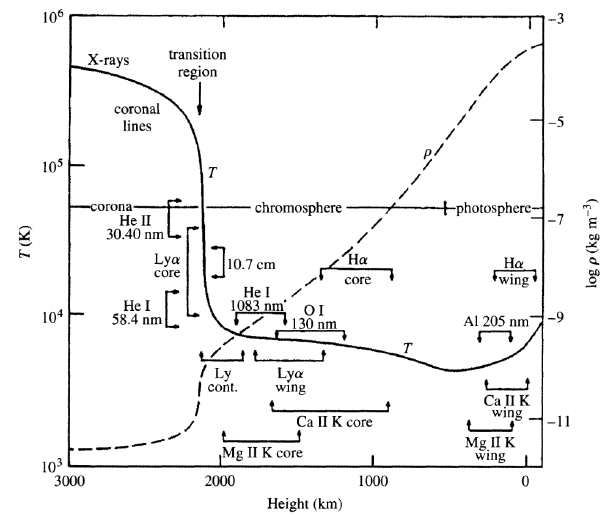 10⁶
−3
X-rays
transition
region
coronal
lines
−5
T
ρ
10⁵
corona
chromosphere
photosphere
−7
He II
30.40 nm
Lyα
core
10.7 cm
Hα
core
Hα
wing
T (K)
log ρ (kg m⁻³)
He I
58.4 nm
He I
1083 nm
O I
130 nm
Al 205 nm
10⁴
−9
T
Ly
cont.
Lyα
wing
Ca II K
wing
Ca II K core
−11
Mg II K core
Mg II K
wing
10³
3000
2000
1000
0
Height (km)